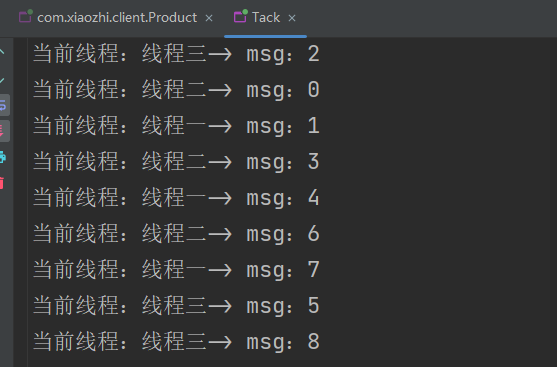 com.xiaozhi.client.Product × Tack ×
当前线程：线程三—> msg：2
当前线程：线程二—> msg：0
当前线程：线程一—> msg：1
当前线程：线程二—> msg：3
当前线程：线程一—> msg：4
当前线程：线程二—> msg：6
当前线程：线程一—> msg：7
当前线程：线程三—> msg：5
当前线程：线程三—> msg：8